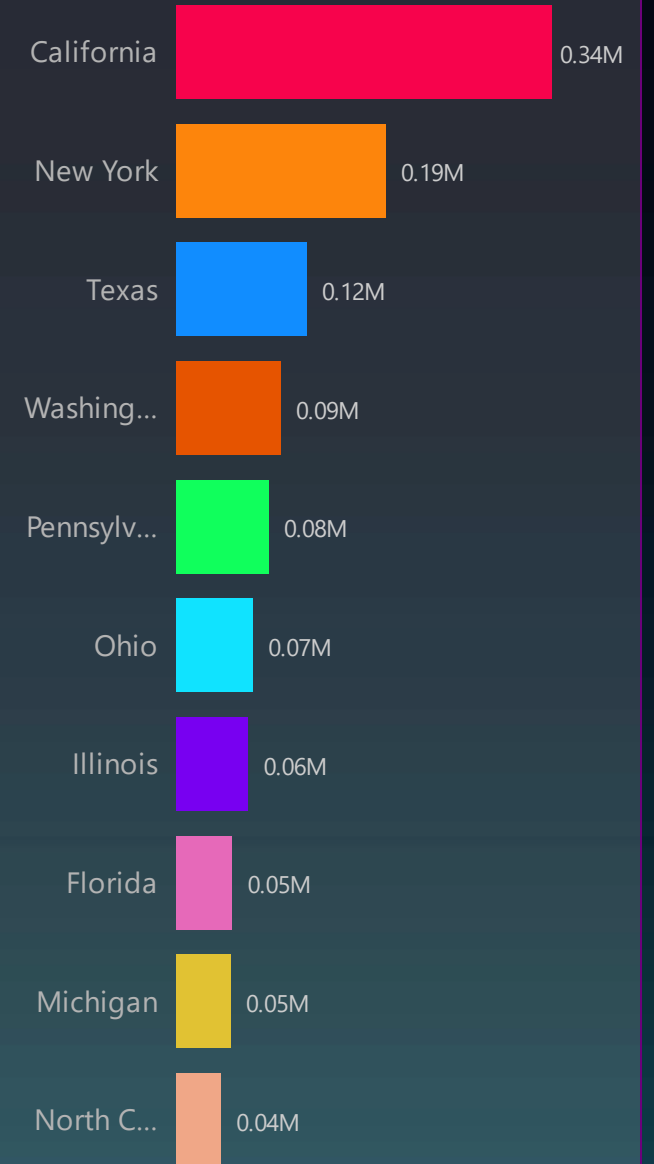 California 0.34M
New York 0.19M
Texas 0.12M
Washing... 0.09M
Pennsylv... 0.08M
Ohio 0.07M
Illinois 0.06M
Florida 0.05M
Michigan 0.05M
North C... 0.04M